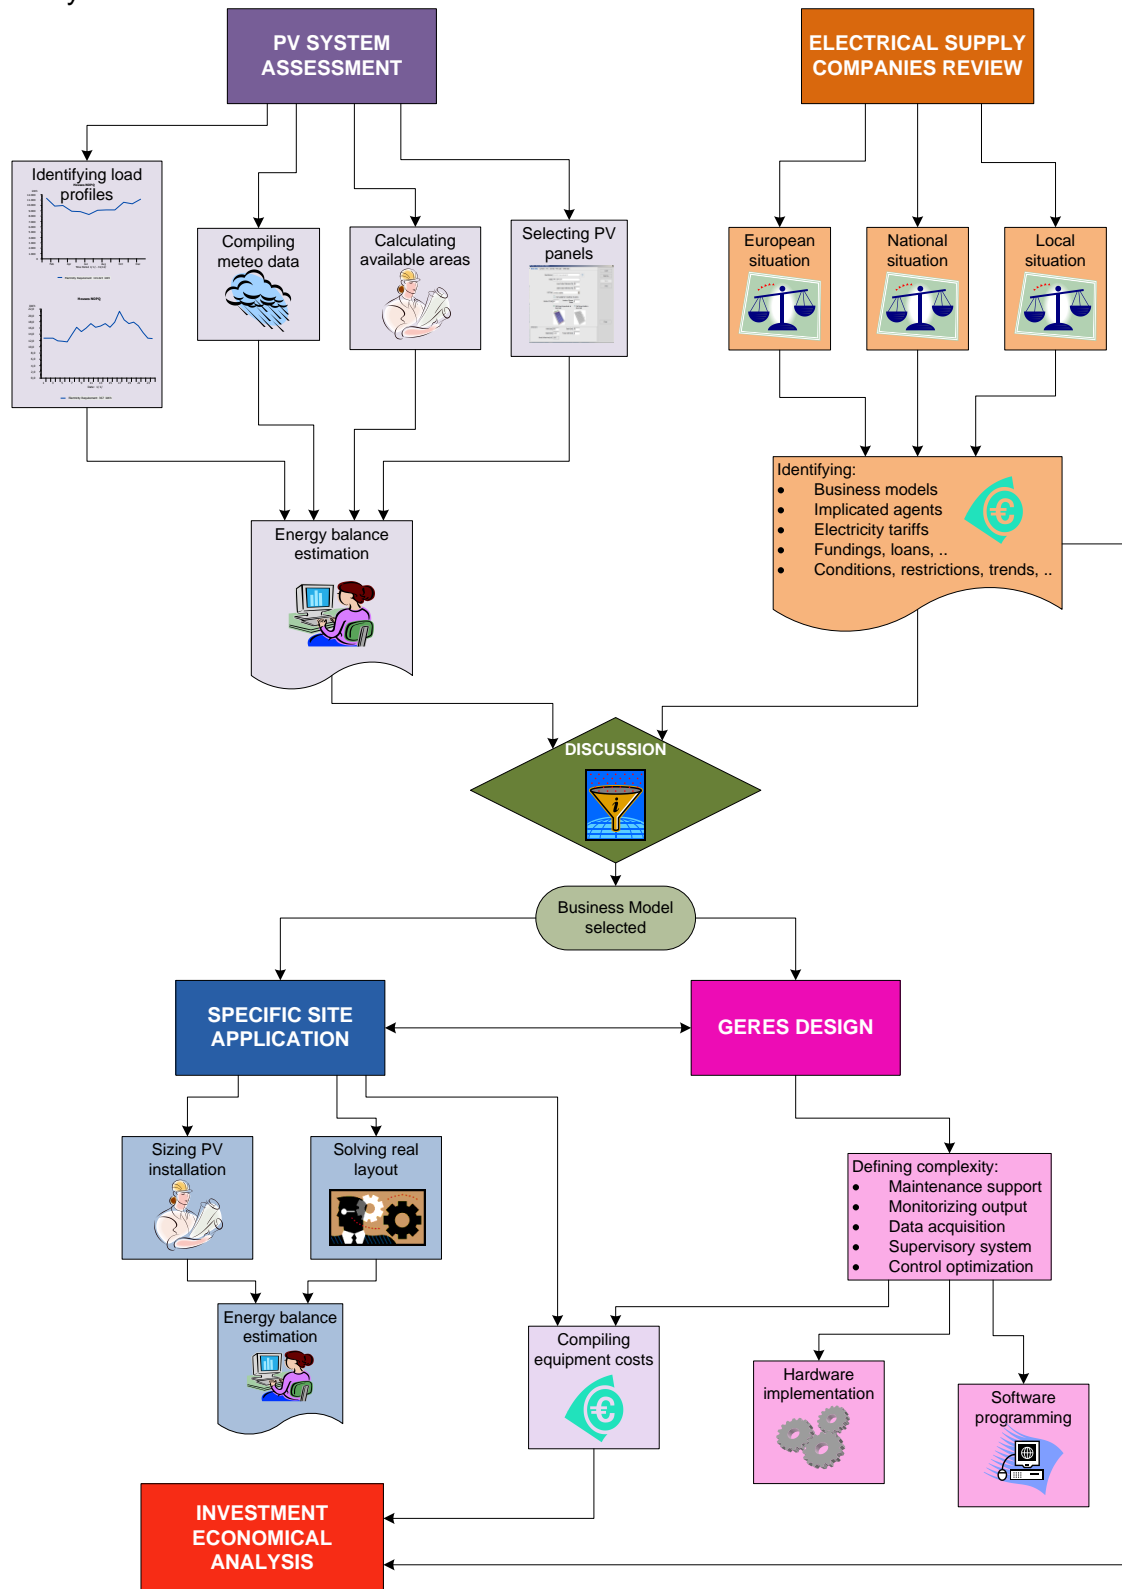 PV SYSTEM
ASSESSMENT
ELECTRICAL SUPPLY
COMPANIES REVIEW
Identifying load
profiles
Compiling
meteo data
Calculating
available areas
Selecting PV
panels
European
situation
National
situation
Local
situation
Identifying:
• Business models
• Implicated agents
• Electricity tariffs
• Fundings, loans, ..
• Conditions, restrictions, trends, ..
Energy balance
estimation
DISCUSSION
i
Business Model
selected
SPECIFIC SITE
APPLICATION
GERES DESIGN
Sizing PV
installation
Solving real
layout
Defining complexity:
• Maintenance support
• Monitorizing output
• Data acquisition
• Supervisory system
• Control optimization
Energy balance
estimation
Compiling
equipment costs
Hardware
implementation
Software
programming
INVESTMENT
ECONOMICAL
ANALYSIS